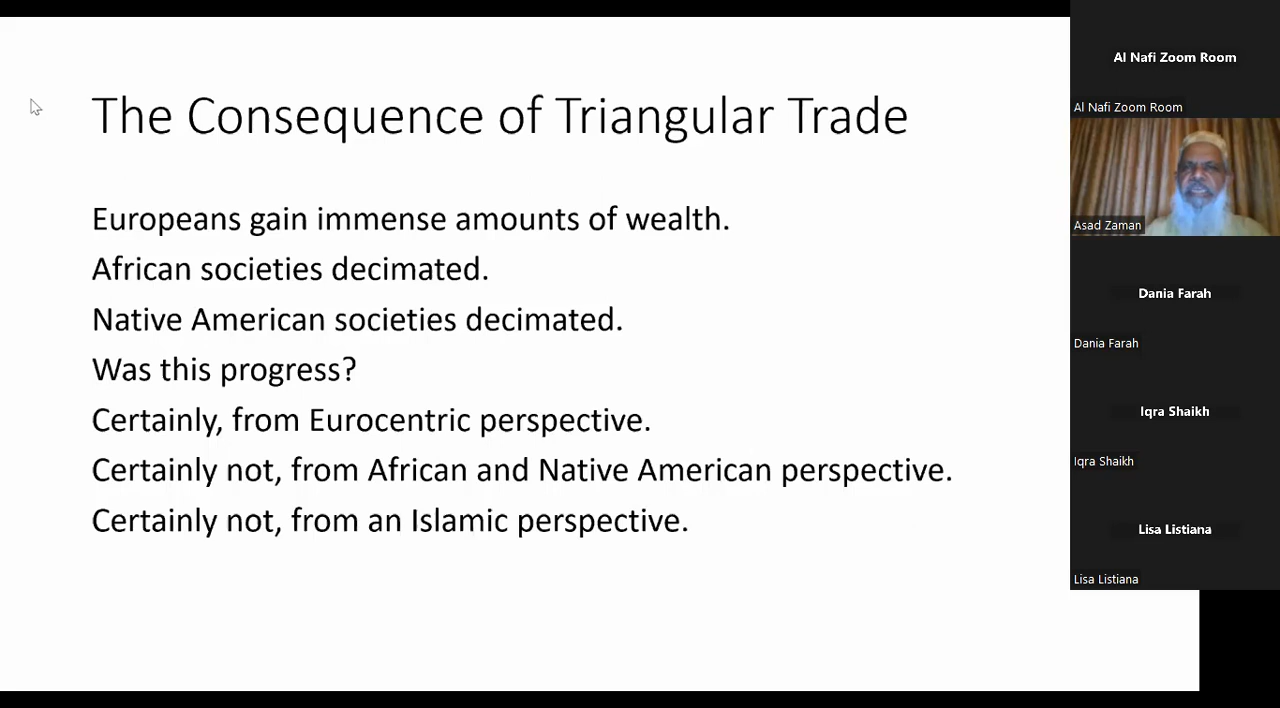 The Consequence of Triangular Trade
Europeans gain immense amounts of wealth.
African societies decimated.
Native American societies decimated.
Was this progress?
Certainly, from Eurocentric perspective.
Certainly not, from African and Native American perspective.
Certainly not, from an Islamic perspective.
Al Nafi Zoom Room
Al Nafi Zoom Room
Asad Zaman
Dania Farah
Dania Farah
Iqra Shaikh
Iqra Shaikh
Lisa Listiana
Lisa Listiana